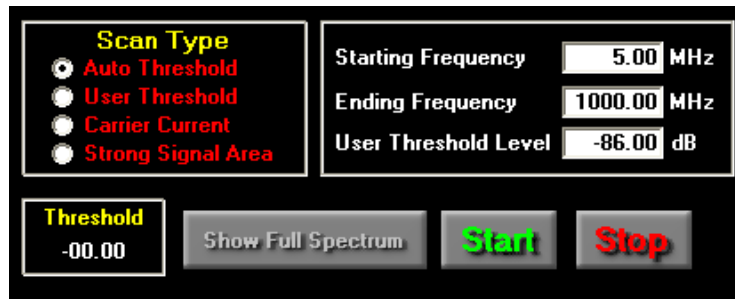 Scan Type
Auto Threshold
User Threshold
Carrier Current
Strong Signal Area
Starting Frequency 5.00 MHz
Ending Frequency 1000.00 MHz
User Threshold Level -86.00 dB
Threshold
-00.00
Show Full Spectrum
Start
Stop